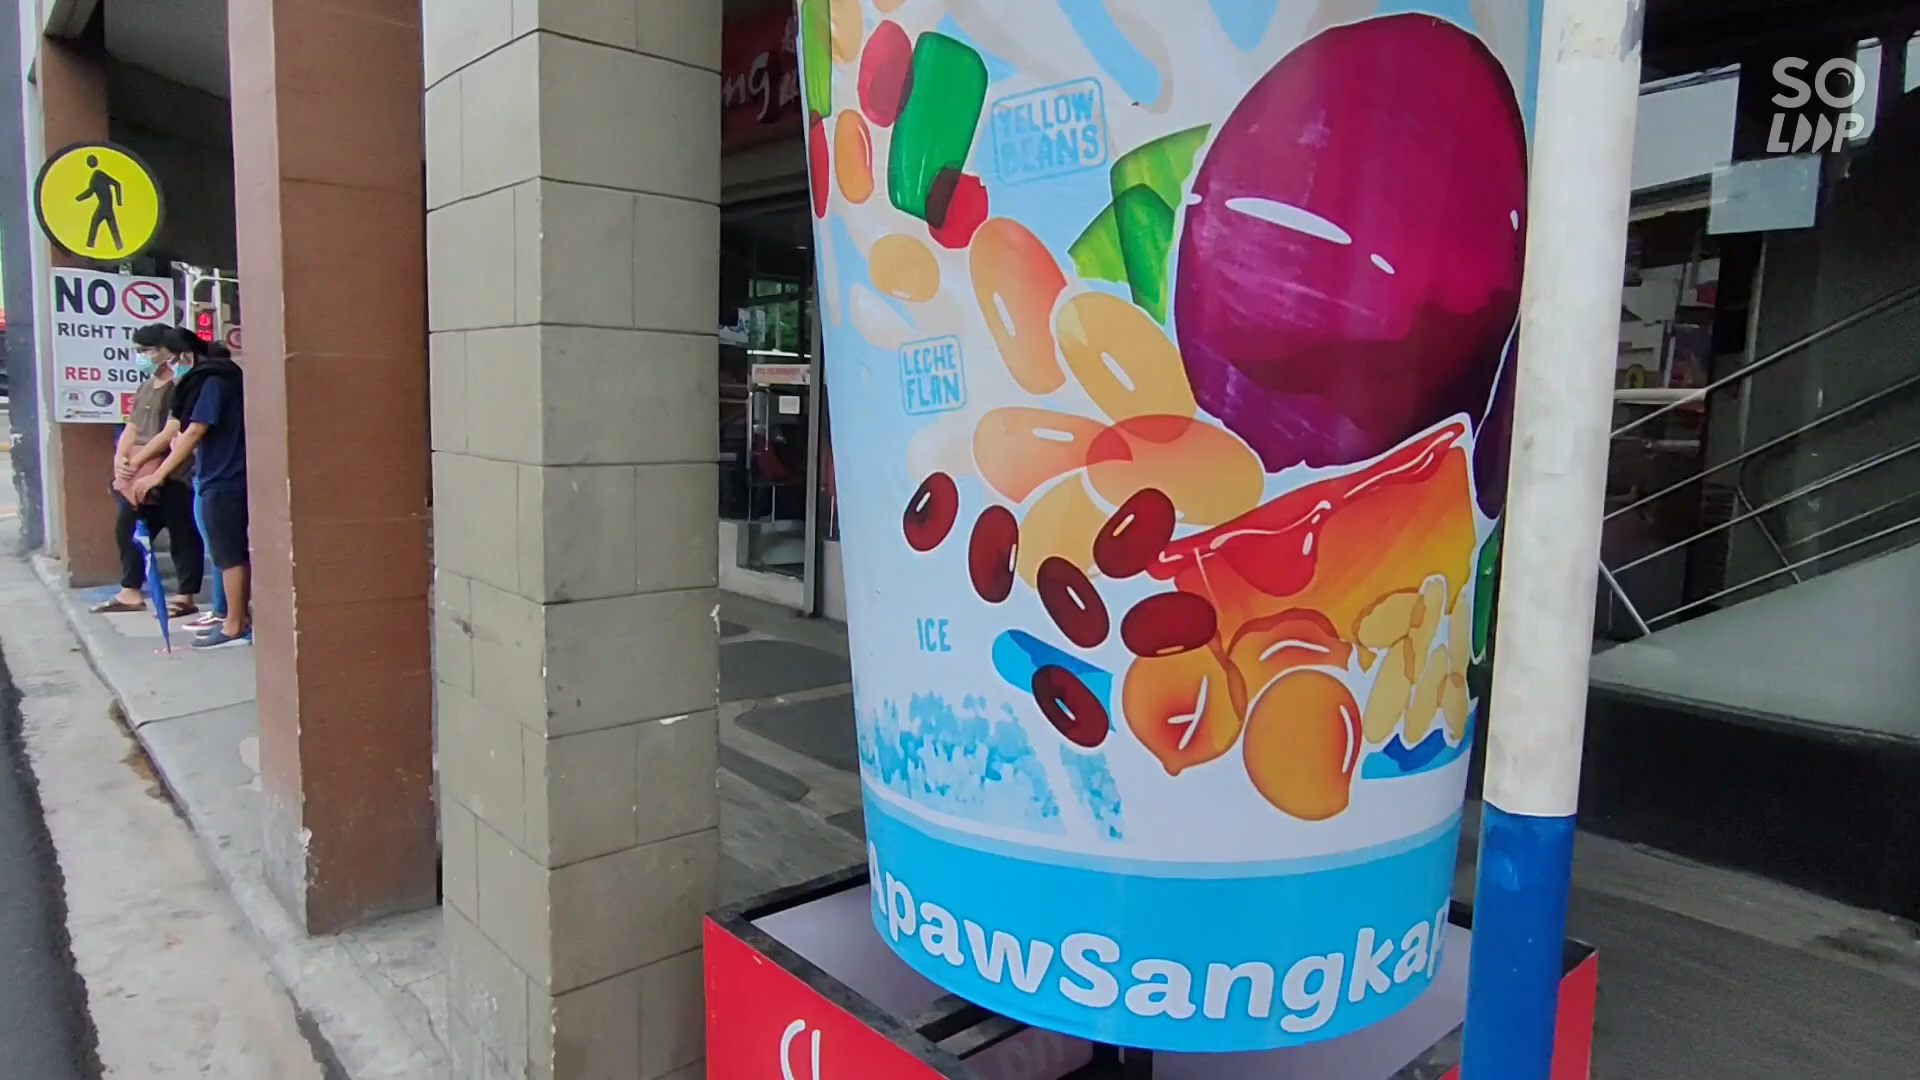 SO
LOOP
YELLOW
BEANS
LECHE
FLAN
ICE
ApawSangkap
NO
RIGHT
ON
RED SIGN